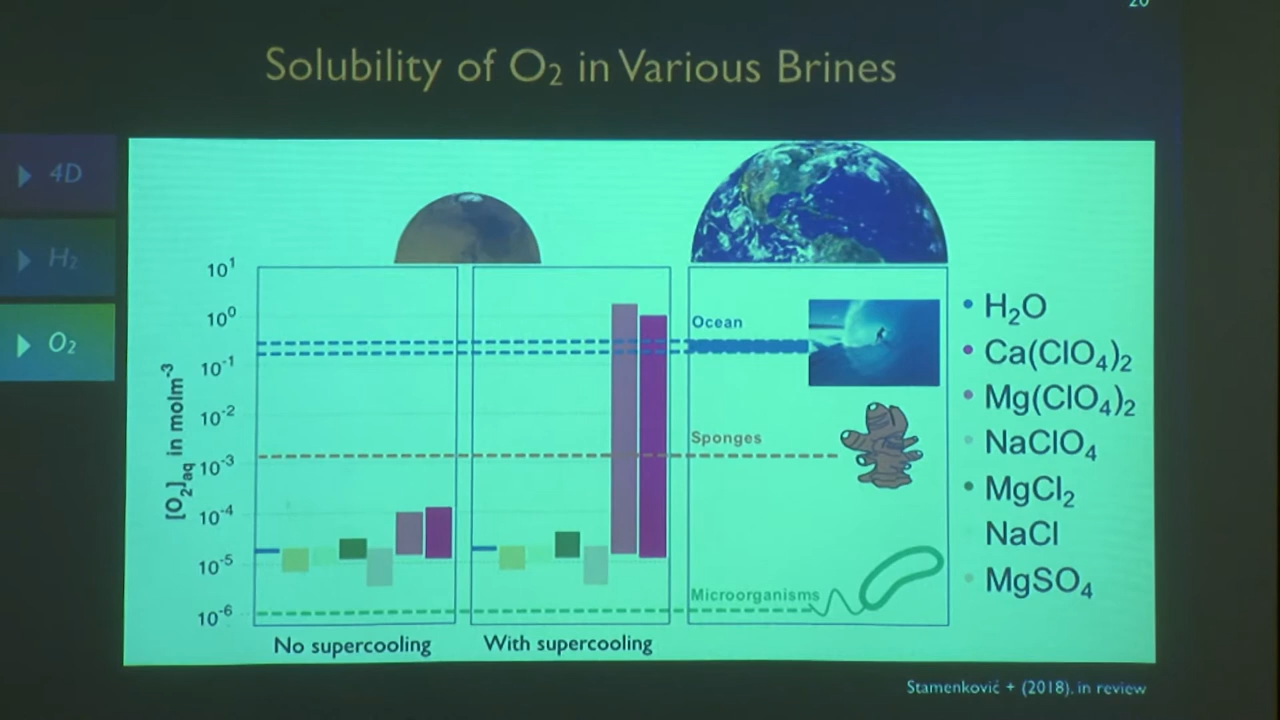 20
Solubility of O₂ in Various Brines
4D
H₂
O₂
[O₂]aq in molm⁻³
10¹
10⁰
10⁻¹
10⁻²
10⁻³
10⁻⁴
10⁻⁵
10⁻⁶
No supercooling
With supercooling
Ocean
Sponges
Microorganisms
• H₂O
• Ca(ClO₄)₂
• Mg(ClO₄)₂
• NaClO₄
• MgCl₂
NaCl
• MgSO₄
Stamenković + (2018), in review